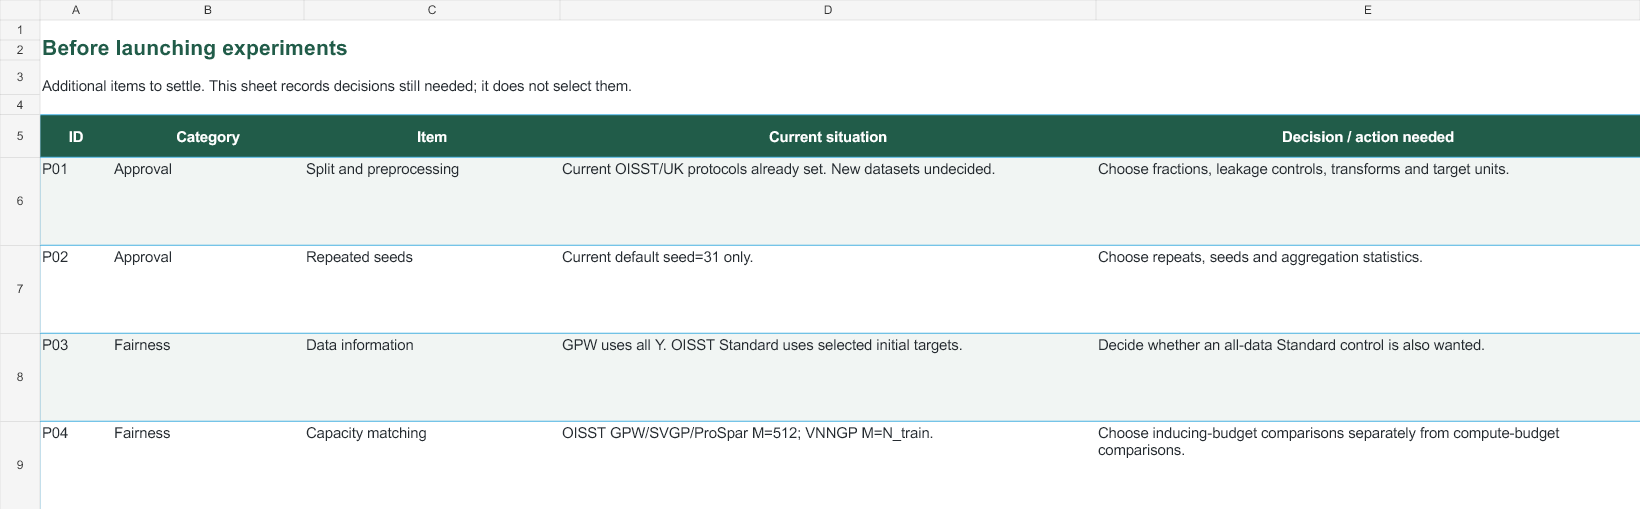 A B C D E
1
2 Before launching experiments
3 Additional items to settle. This sheet records decisions still needed; it does not select them.
4
5 ID Category Item Current situation Decision / action needed
6 P01 Approval Split and preprocessing Current OISST/UK protocols already set. New datasets undecided. Choose fractions, leakage controls, transforms and target units.
7 P02 Approval Repeated seeds Current default seed=31 only. Choose repeats, seeds and aggregation statistics.
8 P03 Fairness Data information GPW uses all Y. OISST Standard uses selected initial targets. Decide whether an all-data Standard control is also wanted.
9 P04 Fairness Capacity matching OISST GPW/SVGP/ProSpar M=512; VNNGP M=N_train. Choose inducing-budget comparisons separately from compute-budget
comparisons.